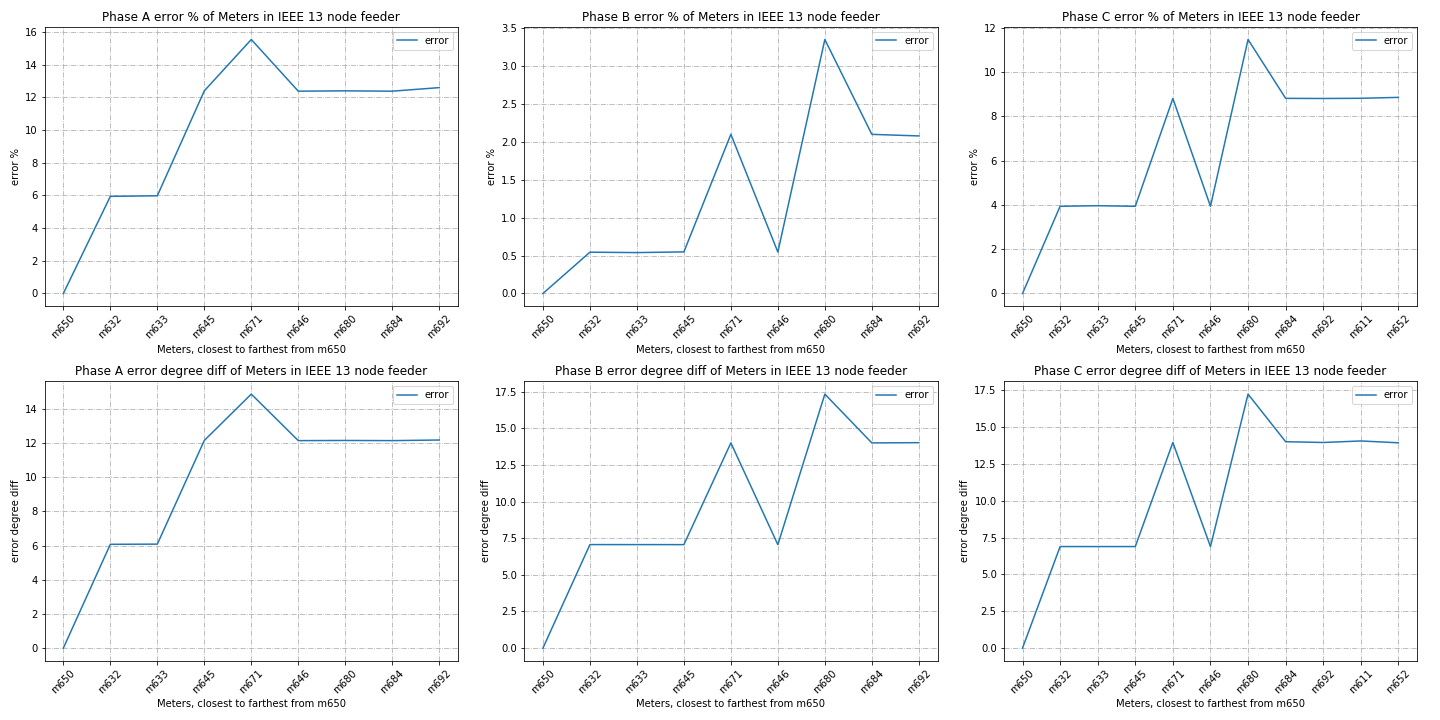 Phase A error % of Meters in IEEE 13 node feeder
error
16
14
12
10
8
6
4
2
0
error %
m650
m632
m633
m645
m671
m646
m680
m684
m692
Meters, closest to farthest from m650
Phase B error % of Meters in IEEE 13 node feeder
error
3.5
3.0
2.5
2.0
1.5
1.0
0.5
0.0
error %
m650
m632
m633
m645
m671
m646
m680
m684
m692
Meters, closest to farthest from m650
Phase C error % of Meters in IEEE 13 node feeder
error
12
10
8
6
4
2
0
error %
m650
m632
m633
m645
m671
m646
m680
m684
m692
m611
m652
Meters, closest to farthest from m650
Phase A error degree diff of Meters in IEEE 13 node feeder
error
14
12
10
8
6
4
2
0
error degree diff
m650
m632
m633
m645
m671
m646
m680
m684
m692
Meters, closest to farthest from m650
Phase B error degree diff of Meters in IEEE 13 node feeder
error
17.5
15.0
12.5
10.0
7.5
5.0
2.5
0.0
error degree diff
m650
m632
m633
m645
m671
m646
m680
m684
m692
Meters, closest to farthest from m650
Phase C error degree diff of Meters in IEEE 13 node feeder
error
17.5
15.0
12.5
10.0
7.5
5.0
2.5
0.0
error degree diff
m650
m632
m633
m645
m671
m646
m680
m684
m692
m611
m652
Meters, closest to farthest from m650